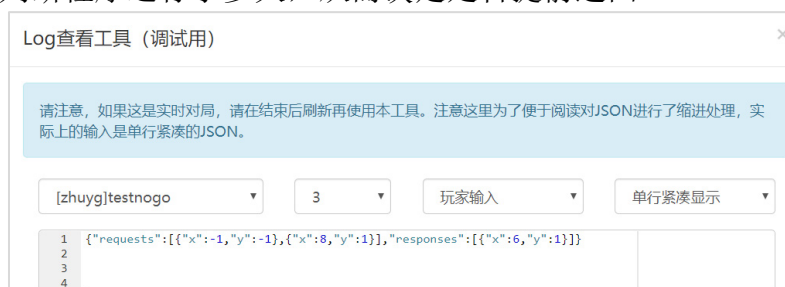 Log查看工具（调试用）
×
请注意，如果这是实时对局，请在结束后刷新再使用本工具。注意这里为了便于阅读对JSON进行了缩进处理，实
际上的输入是单行紧凑的JSON。
[zhuyg]testnogo 3 玩家输入 单行紧凑显示
1 {"requests":[{"x":-1,"y":-1},{"x":8,"y":1}],"responses":[{"x":6,"y":1}]}
2
3
4